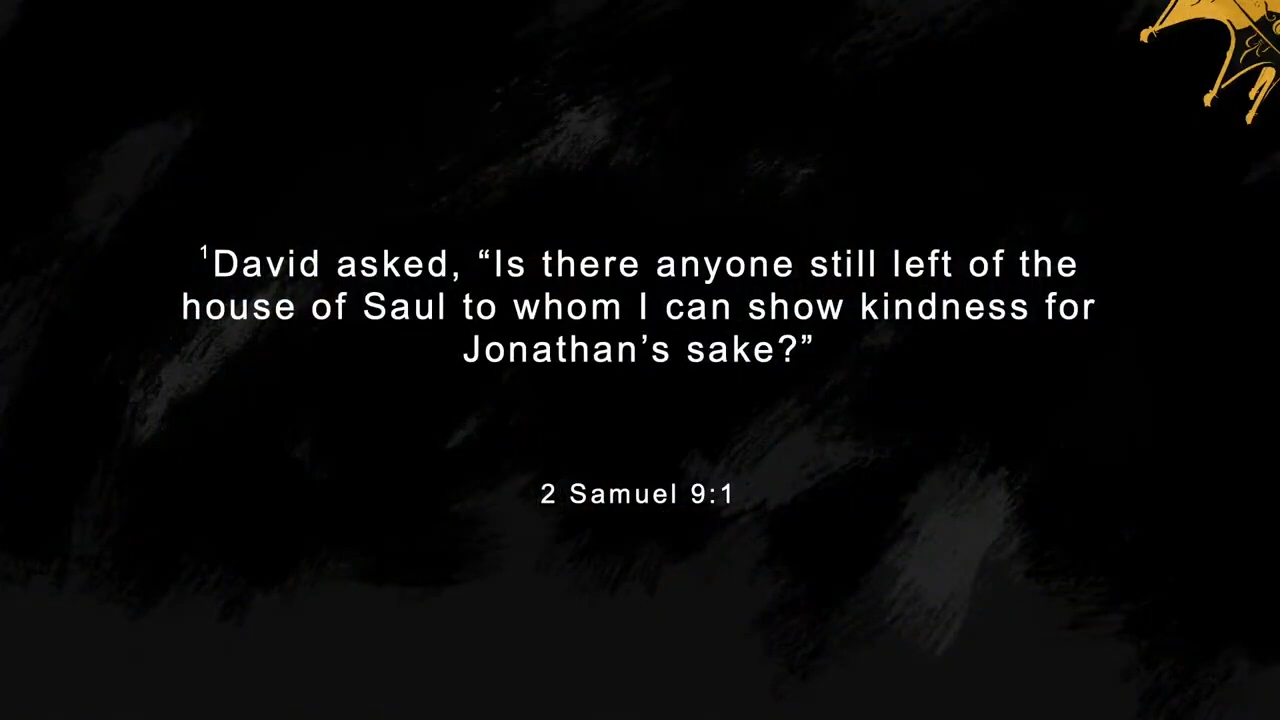 ¹David asked, “Is there anyone still left of the
house of Saul to whom I can show kindness for
Jonathan’s sake?”
2 Samuel 9:1